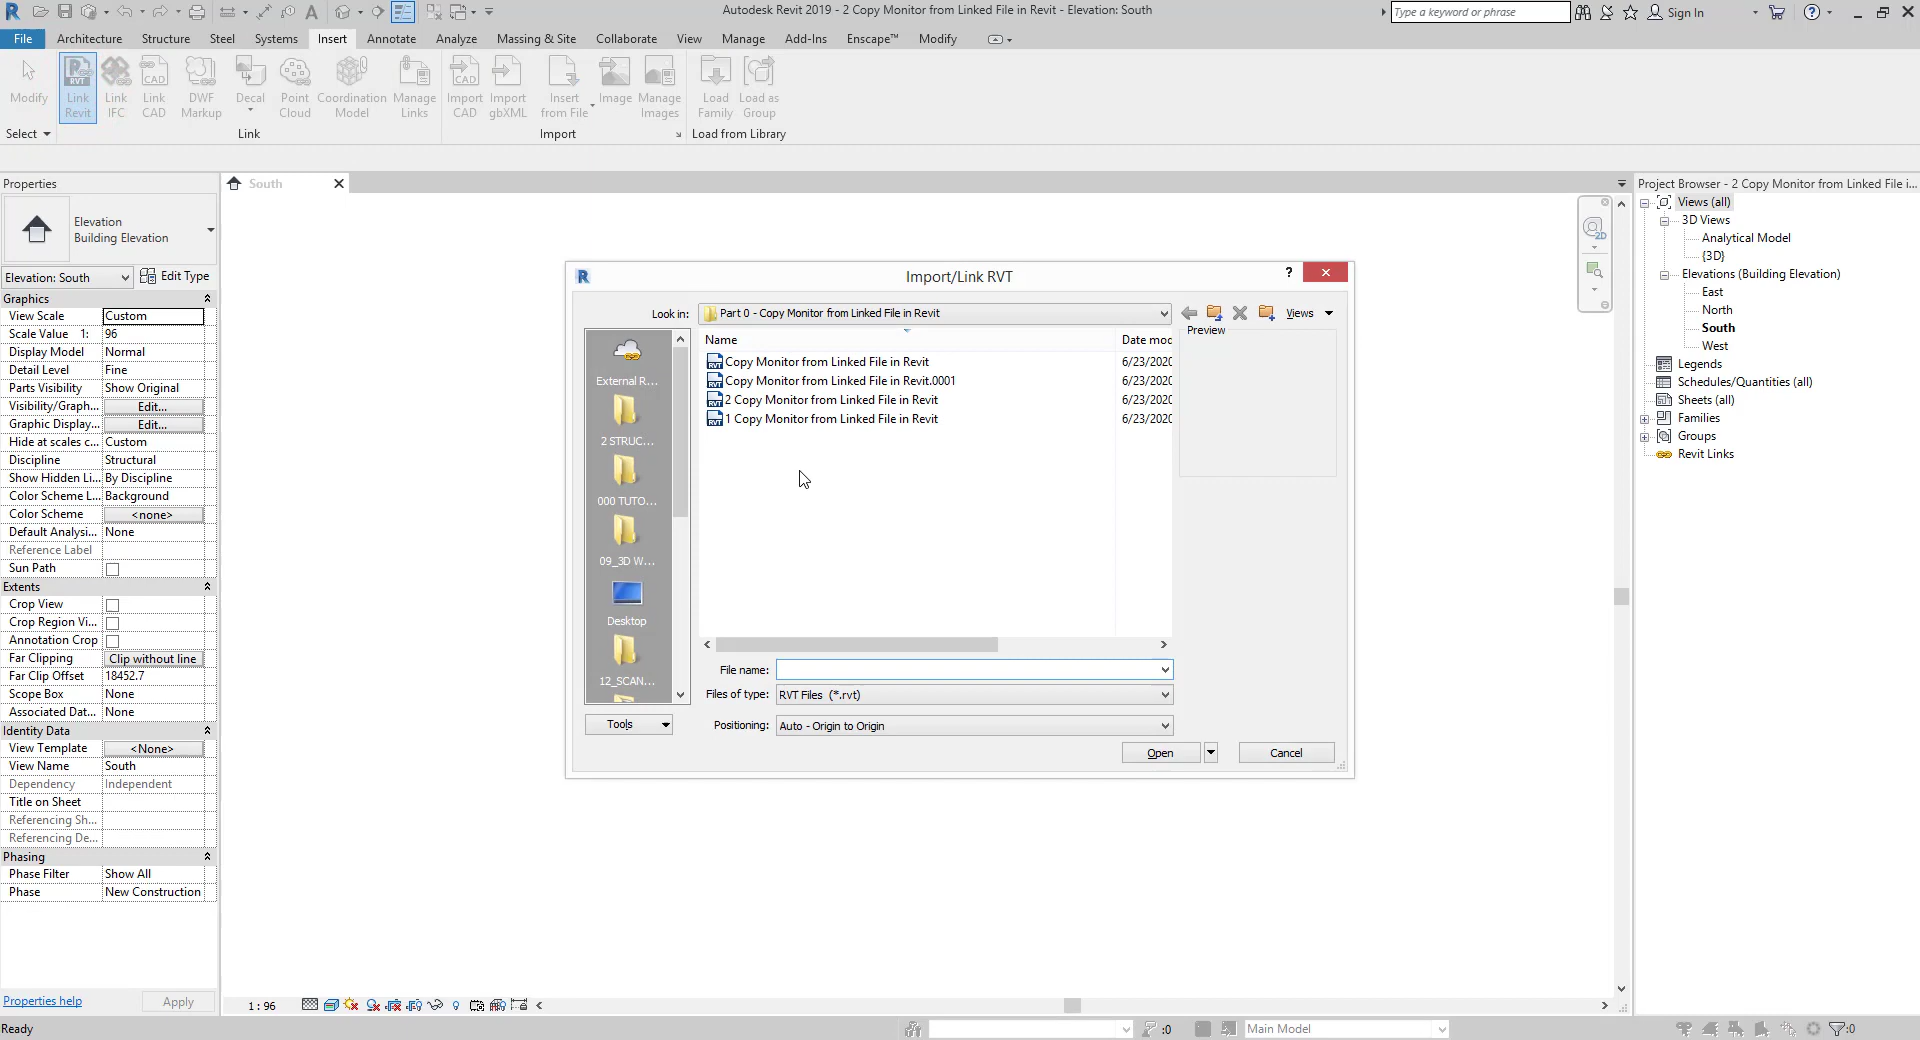 Autodesk Revit 2019 - 2 Copy Monitor from Linked File in Revit - Elevation: South
Type a keyword or phrase
Sign In
File Architecture Structure Steel Systems Insert Annotate Analyze Massing & Site Collaborate View Manage Add-Ins Enscape™ Modify
Modify
Link Revit
Link IFC
Link CAD
DWF Markup
Decal
Point Cloud
Coordination Model
Manage Links
Import CAD
Import gbXML
Insert from File
Image
Manage Images
Load Family
Load as Group
Select
Link
Import
Load from Library
Properties
South
Project Browser - 2 Copy Monitor from Linked File i...
Elevation
Building Elevation
Elevation: South
Edit Type
Graphics
View Scale Custom
Scale Value 1: 96
Display Model Normal
Detail Level Fine
Parts Visibility Show Original
Visibility/Graph... Edit...
Graphic Display... Edit...
Hide at scales c... Custom
Discipline Structural
Show Hidden Li... By Discipline
Color Scheme L... Background
Color Scheme <none>
Default Analysi... None
Reference Label
Sun Path
Extents
Crop View
Crop Region Vi...
Annotation Crop
Far Clipping Clip without line
Far Clip Offset 18452.7
Scope Box None
Associated Dat... None
Identity Data
View Template <None>
View Name South
Dependency Independent
Title on Sheet
Referencing Sh...
Referencing De...
Phasing
Phase Filter Show All
Phase New Construction
Properties help
Apply
Import/Link RVT
?
Look in: Part 0 - Copy Monitor from Linked File in Revit
Views
Preview
Name Date mod
Copy Monitor from Linked File in Revit 6/23/2020
Copy Monitor from Linked File in Revit.0001 6/23/2020
2 Copy Monitor from Linked File in Revit 6/23/2020
1 Copy Monitor from Linked File in Revit 6/23/2020
External R...
2 STRUC...
000 TUTO...
09_3D W...
Desktop
12_SCAN...
File name:
Files of type: RVT Files (*.rvt)
Tools
Positioning: Auto - Origin to Origin
Open
Cancel
2D
Views (all)
3D Views
Analytical Model
{3D}
Elevations (Building Elevation)
East
North
South
West
Legends
Schedules/Quantities (all)
Sheets (all)
Families
Groups
Revit Links
1 : 96
Ready
:0
Main Model
:0